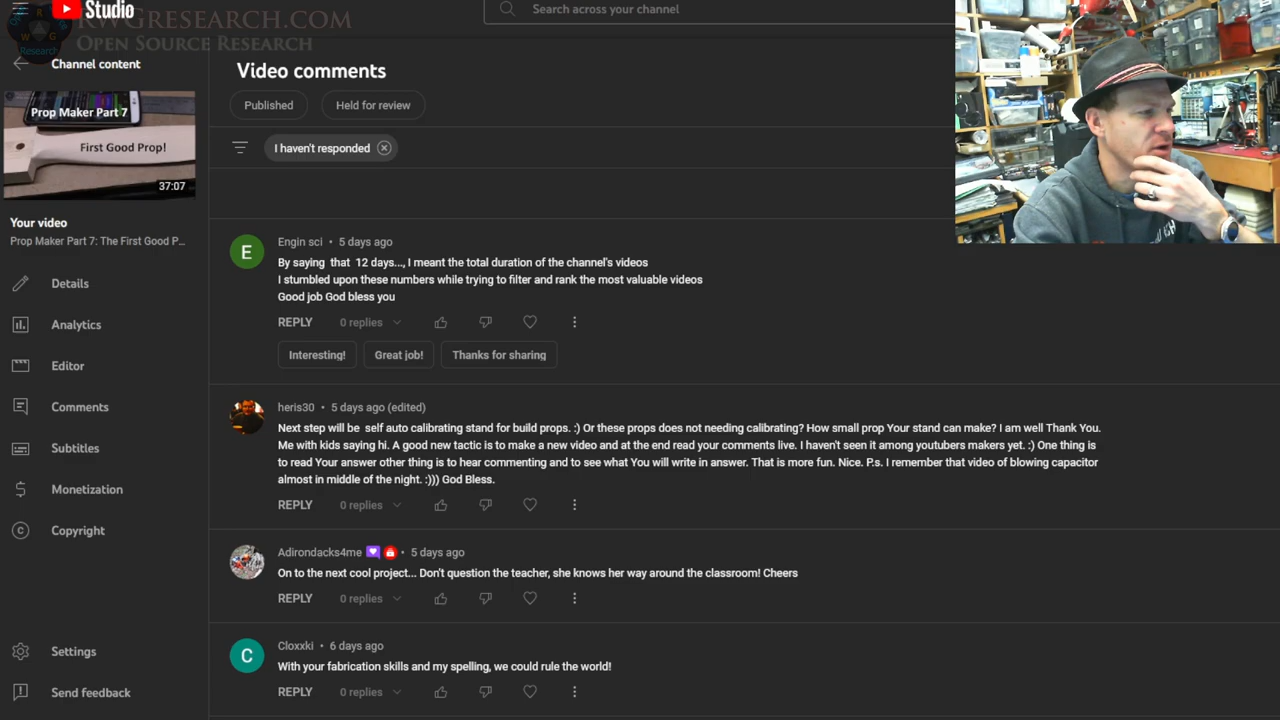 Studio
RWGRESEARCH.COM
OPEN SOURCE RESEARCH
R
W G
Research
Search across your channel
Channel content
Prop Maker Part 7
First Good Prop!
37:07
Your video
Prop Maker Part 7: The First Good P...
Details
Analytics
Editor
Comments
Subtitles
Monetization
Copyright
Settings
Send feedback
Video comments
Published
Held for review
I haven't responded
E
Engin sci • 5 days ago
By saying that 12 days..., I meant the total duration of the channel's videos
I stumbled upon these numbers while trying to filter and rank the most valuable videos
Good job God bless you
REPLY 0 replies
Interesting! Great job! Thanks for sharing
heris30 • 5 days ago (edited)
Next step will be self auto calibrating stand for build props. :) Or these props does not needing calibrating? How small prop Your stand can make? I am well Thank You.
Me with kids saying hi. A good new tactic is to make a new video and at the end read your comments live. I haven't seen it among youtubers makers yet. ;) One thing is
to read Your answer other thing is to hear commenting and to see what You will write in answer. That is more fun. Nice. P.s. I remember that video of blowing capacitor
almost in middle of the night. :))) God Bless.
REPLY 0 replies
Adirondacks4me • 5 days ago
On to the next cool project... Don't question the teacher, she knows her way around the classroom! Cheers
REPLY 0 replies
C
Cloxxki • 6 days ago
With your fabrication skills and my spelling, we could rule the world!
REPLY 0 replies